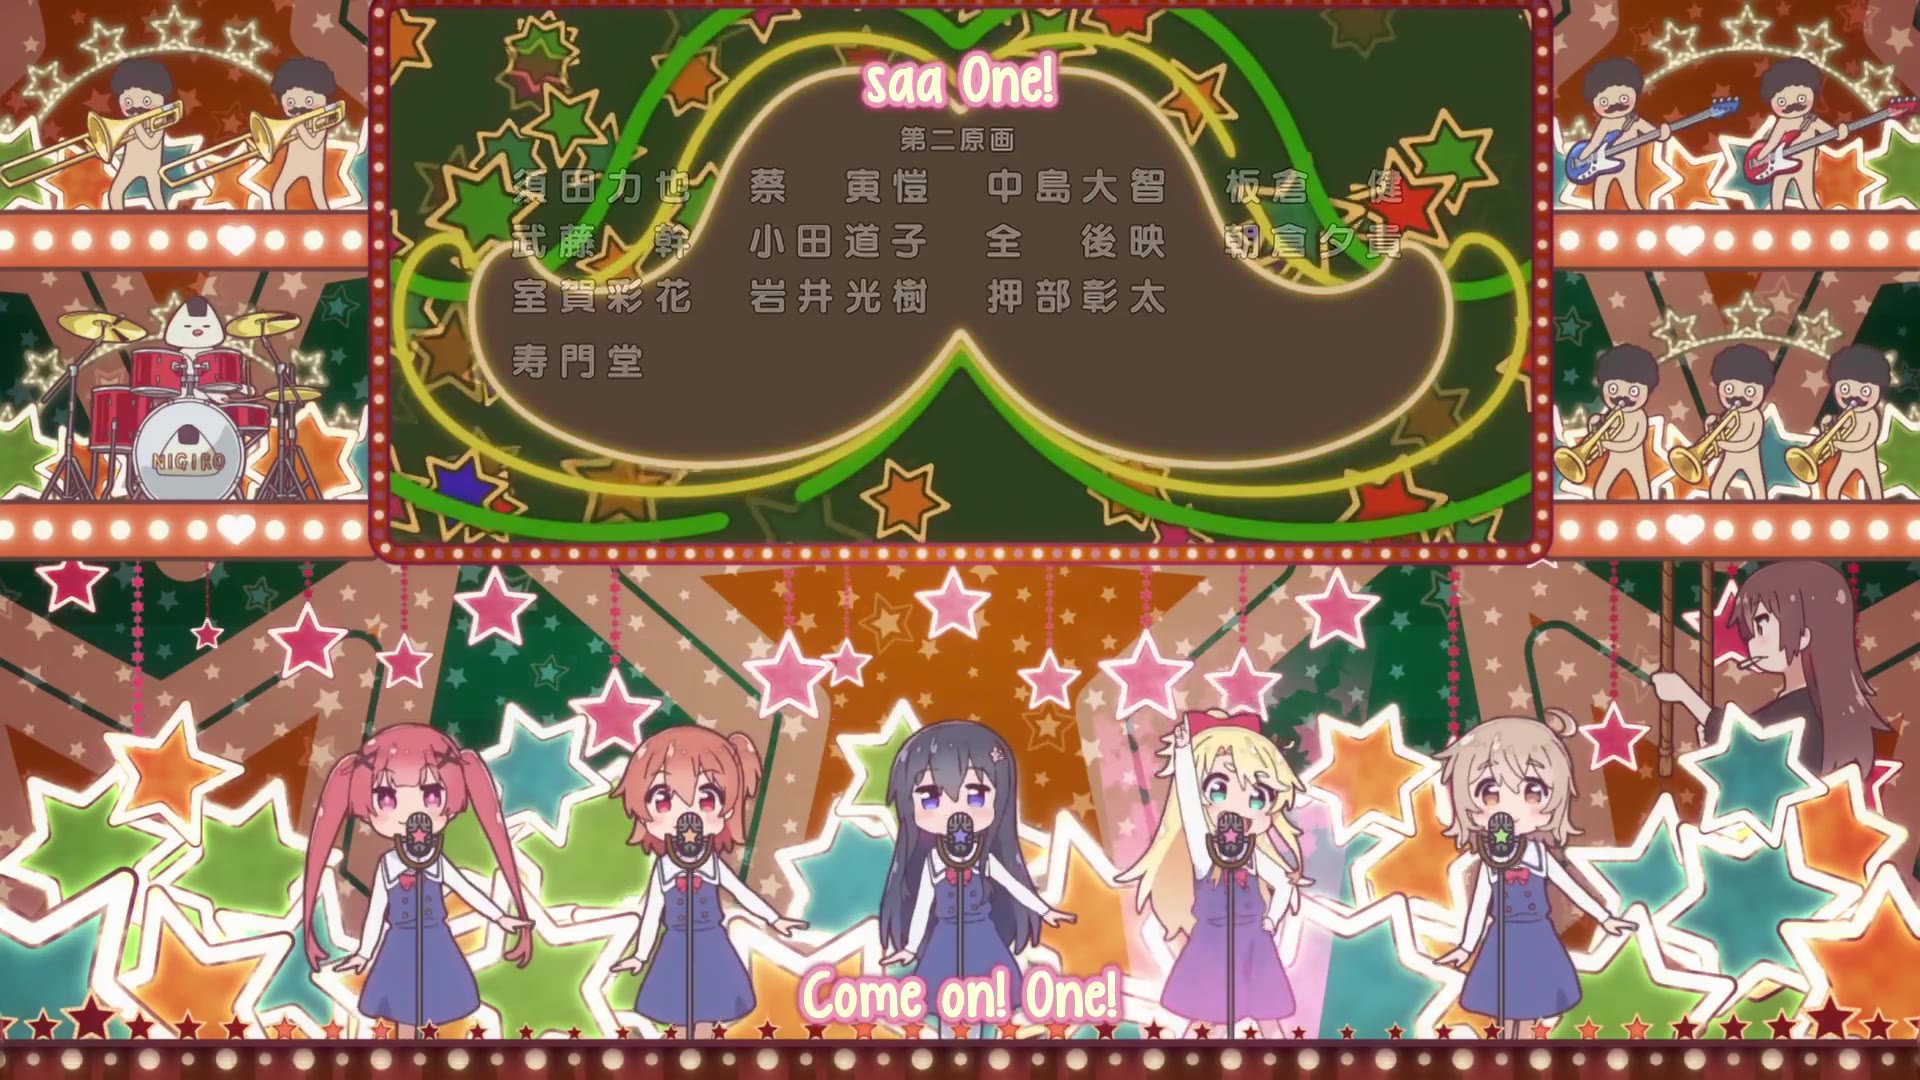 saa One!
第二原画
須田力也 蔡 寅愷 中島大智 板倉 健
武藤 幹 小田道子 全 後映 朝倉夕貴
室賀彩花 岩井光樹 押部彰太
寿門堂
NIGIRO
Come on! One!